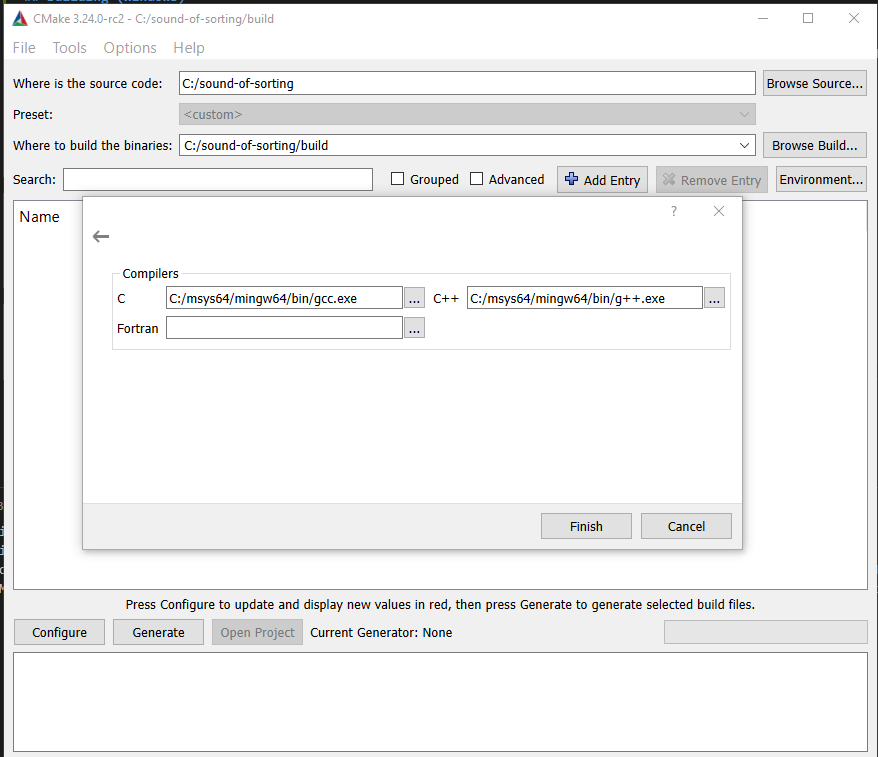 CMake 3.24.0-rc2 - C:/sound-of-sorting/build
File Tools Options Help
Where is the source code: C:/sound-of-sorting Browse Source...
Preset: <custom>
Where to build the binaries: C:/sound-of-sorting/build Browse Build...
Search: Grouped Advanced Add Entry Remove Entry Environment...
Name
?
Compilers
C C:/msys64/mingw64/bin/gcc.exe ... C++ C:/msys64/mingw64/bin/g++.exe ...
Fortran ...
Finish Cancel
Press Configure to update and display new values in red, then press Generate to generate selected build files.
Configure Generate Open Project Current Generator: None